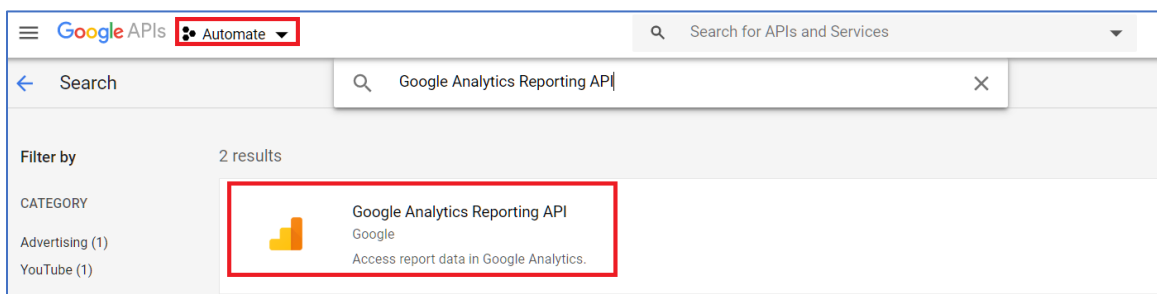 Google APIs Automate Search for APIs and Services
Search Google Analytics Reporting API
Filter by 2 results
CATEGORY
Google Analytics Reporting API
Google
Advertising (1)
Access report data in Google Analytics.
YouTube (1)